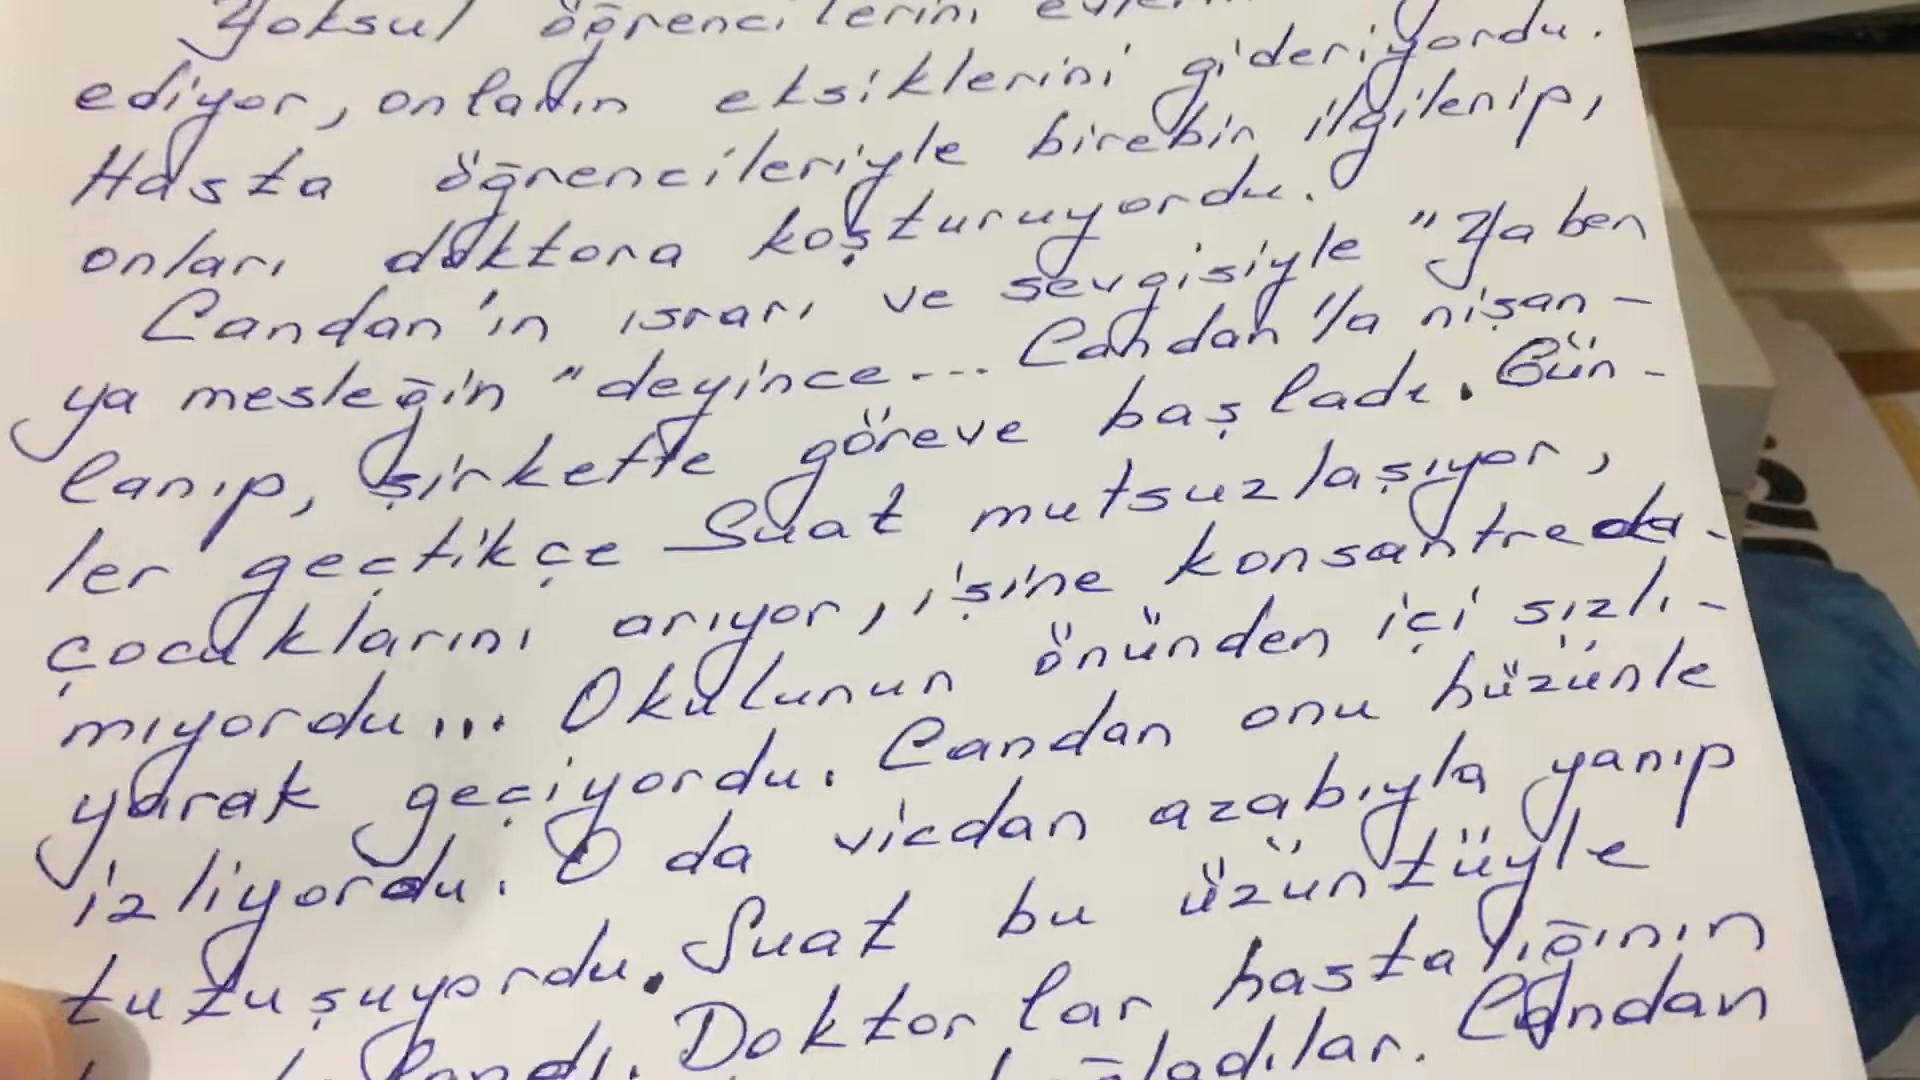 Yoksul öğrencilerini
ediyor, onların eksiklerini gideriyordu.
Hasta öğrencileriyle birebir ilgilenip,
onları doktora koşturuyordu.
Candan'ın ısrarı ve sevgisiyle "Ya ben
ya mesleğin" deyince... Candan'la nişan-
lanıp, şirkette göreve başladı. Gün-
ler geçtikçe Suat mutsuzlaşıyor,
çocuklarını arıyor, işine konsantre ola-
mıyordu... Okulunun önünden içi sızlı-
yarak geçiyordu. Candan onu hüzünle
izliyordu. O da vicdan azabıyla yanıp
tutuşuyordu. Suat bu üzüntüyle
Doktorlar hastalığının
Candan